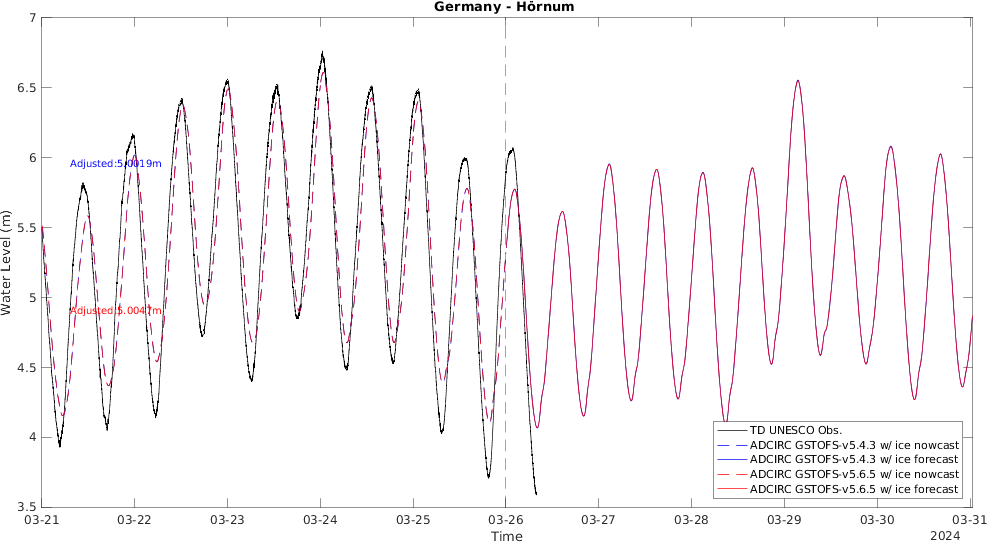 Germany - Hörnum
7
6.5
6
5.5
5
4.5
4
3.5
Water Level (m)
Adjusted:5.0019m
Adjusted:5.0047m
TD UNESCO Obs.
ADCIRC GSTOFS-v5.4.3 w/ ice nowcast
ADCIRC GSTOFS-v5.4.3 w/ ice forecast
ADCIRC GSTOFS-v5.6.5 w/ ice nowcast
ADCIRC GSTOFS-v5.6.5 w/ ice forecast
03-21 03-22 03-23 03-24 03-25 03-26 03-27 03-28 03-29 03-30 03-31
Time
2024